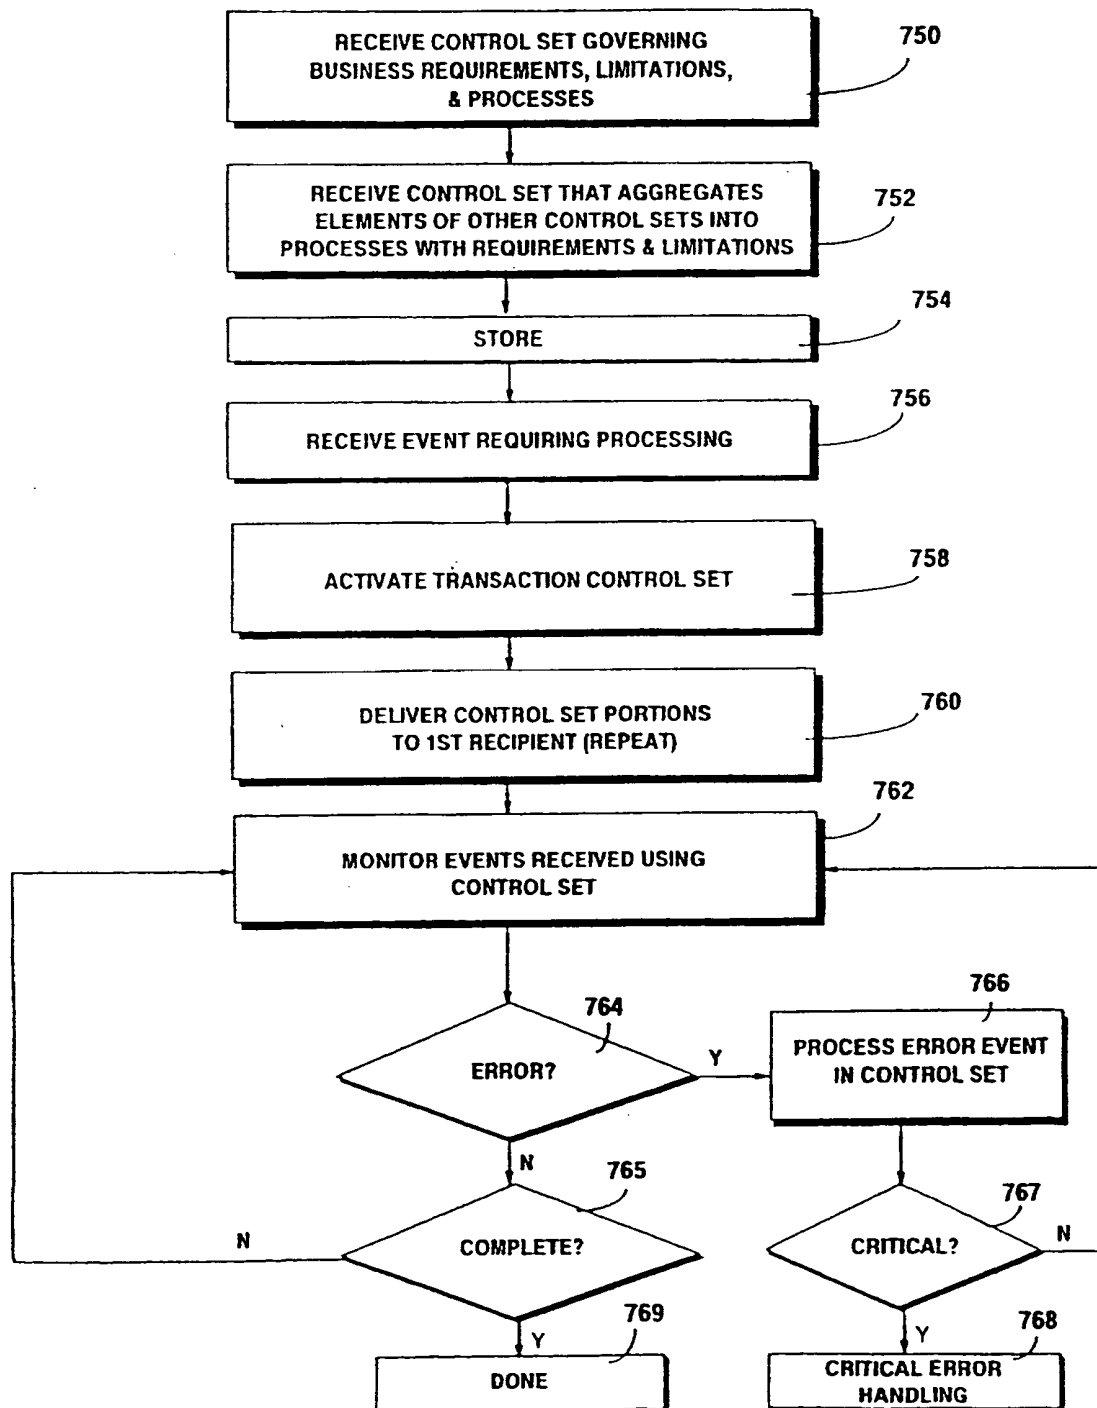 RECEIVE CONTROL SET GOVERNING
BUSINESS REQUIREMENTS, LIMITATIONS,
& PROCESSES
750
RECEIVE CONTROL SET THAT AGGREGATES
ELEMENTS OF OTHER CONTROL SETS INTO
PROCESSES WITH REQUIREMENTS & LIMITATIONS
752
STORE
754
RECEIVE EVENT REQUIRING PROCESSING
756
ACTIVATE TRANSACTION CONTROL SET
758
DELIVER CONTROL SET PORTIONS
TO 1ST RECIPIENT (REPEAT)
760
MONITOR EVENTS RECEIVED USING
CONTROL SET
762
ERROR?
764
Y
PROCESS ERROR EVENT
IN CONTROL SET
766
N
COMPLETE?
765
N
CRITICAL?
767
N
Y
DONE
769
Y
CRITICAL ERROR
HANDLING
768